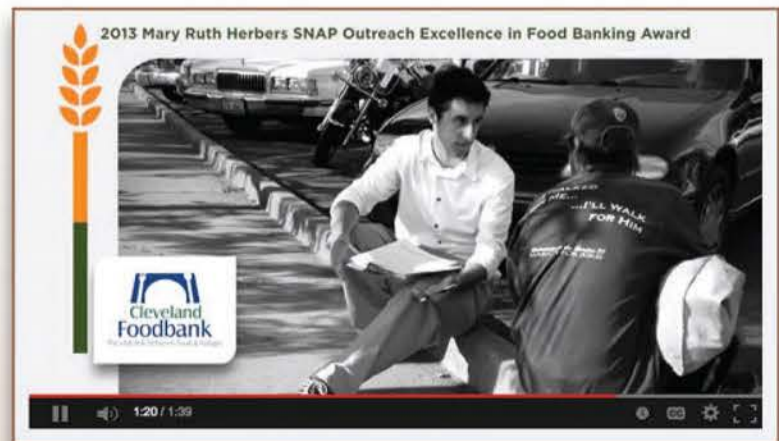 2013 Mary Ruth Herbers SNAP Outreach Excellence in Food Banking Award
...I'LL WALK
FOR HIM
Cleveland
Foodbank
1:20 / 1:39
CC